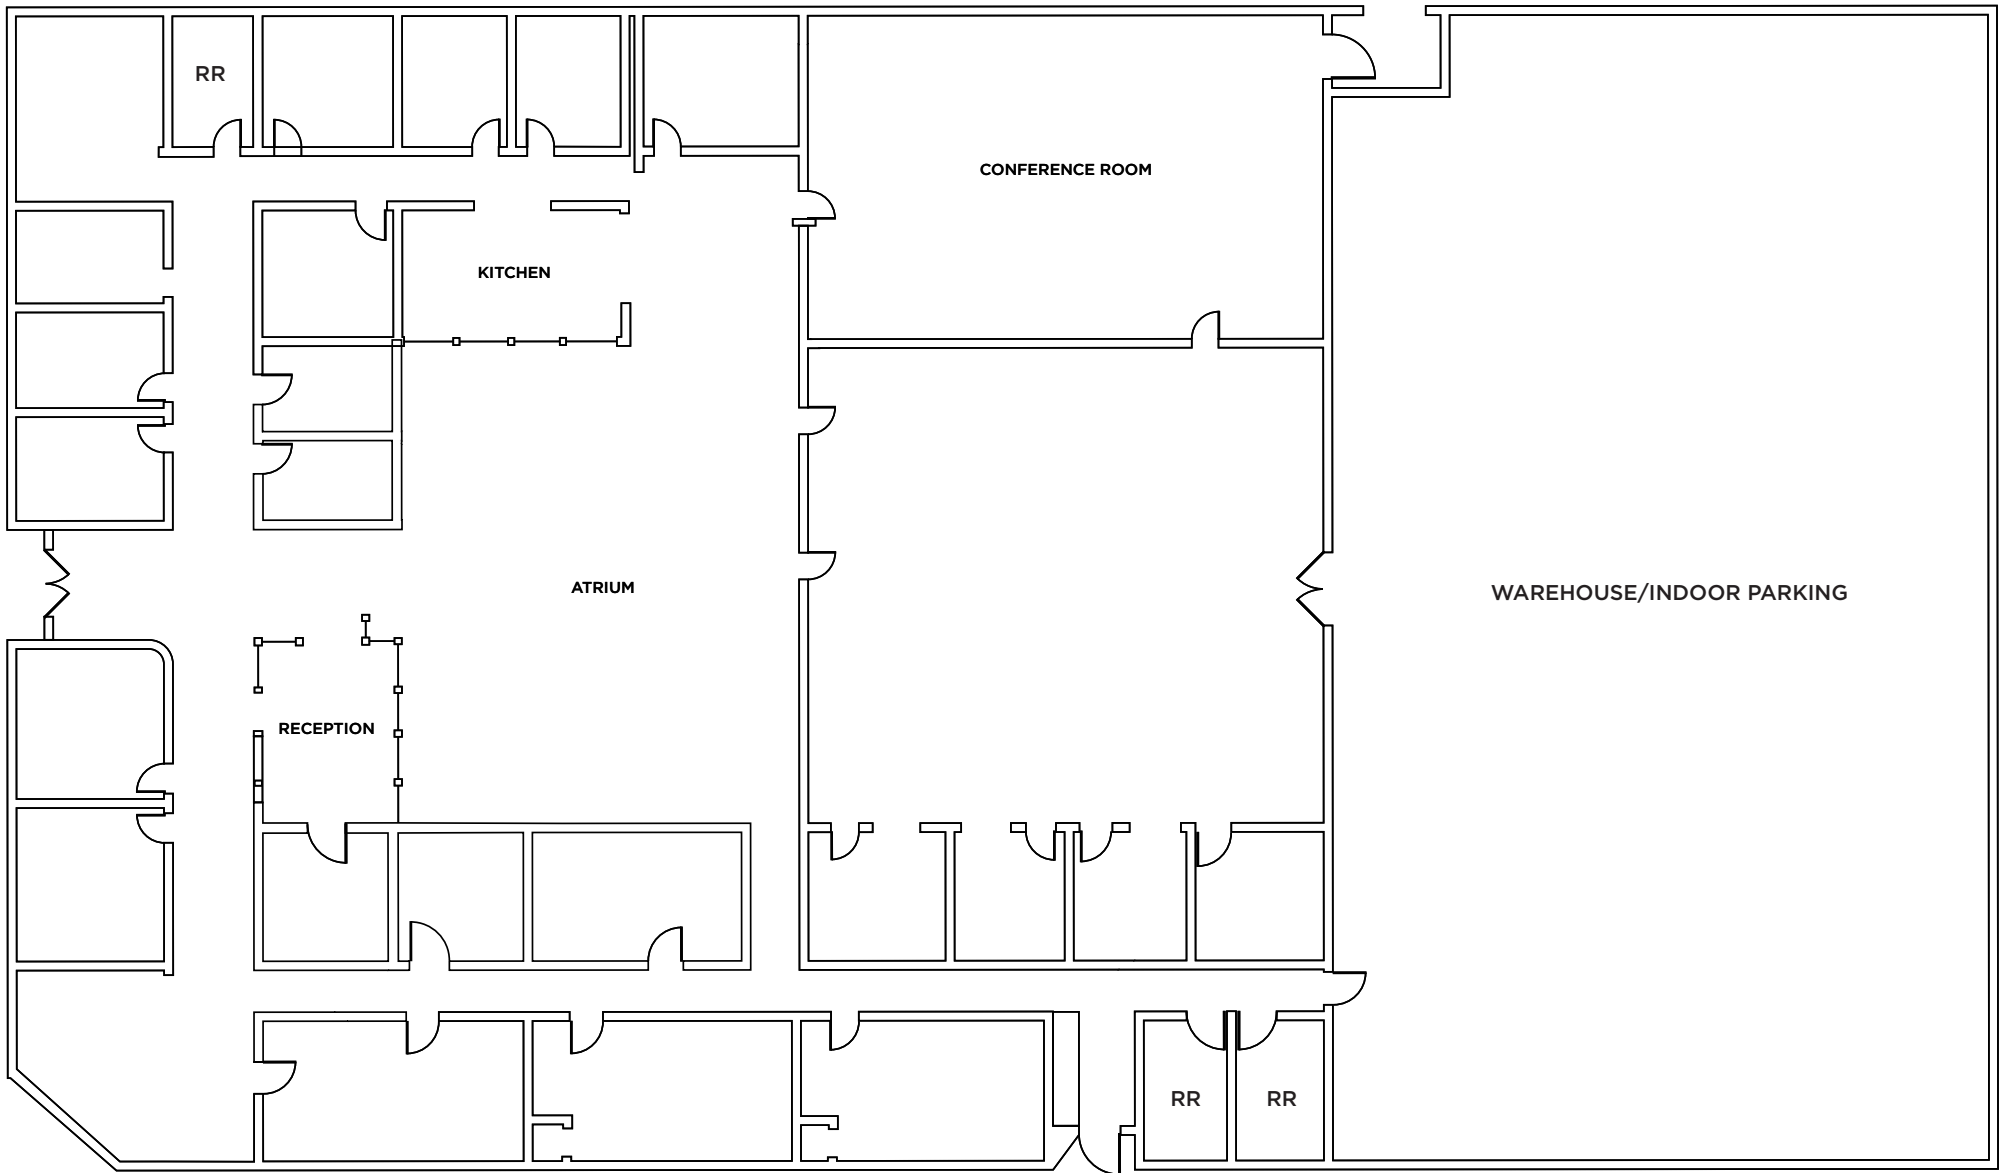 RR
CONFERENCE ROOM
KITCHEN
ATRIUM
WAREHOUSE/INDOOR PARKING
RECEPTION
RR
RR